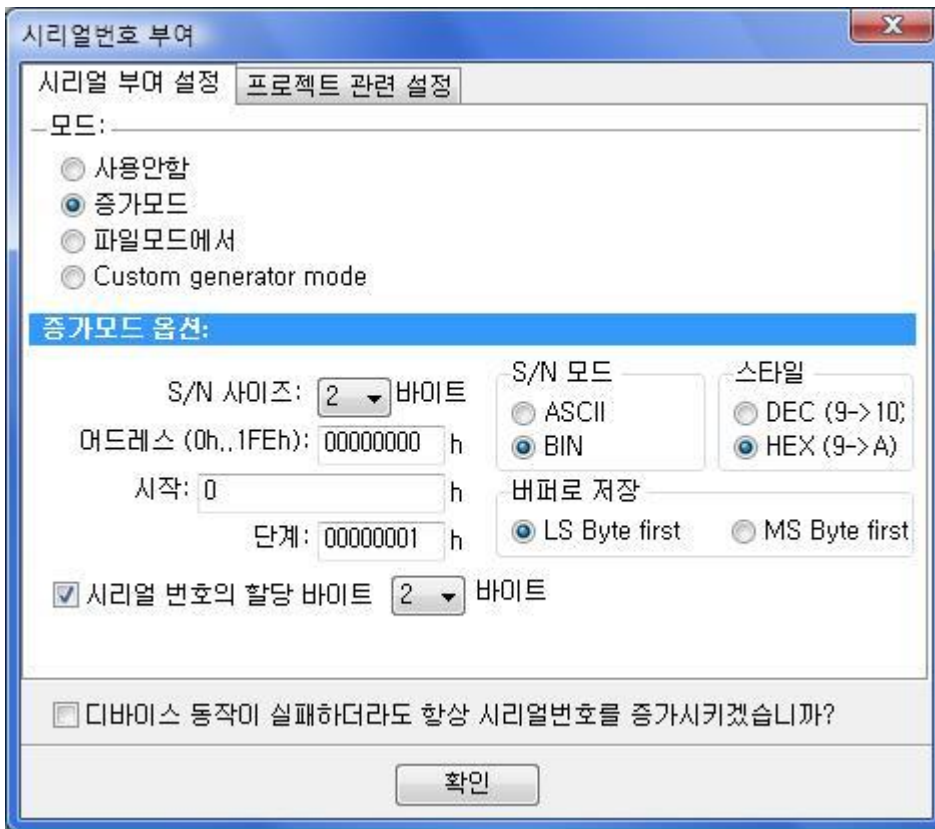 시리얼번호 부여
시리얼 부여 설정 프로젝트 관련 설정
모드:
사용안함
증가모드
파일모드에서
Custom generator mode
증가모드 옵션:
S/N 사이즈: 2 바이트
어드레스 (0h..1FEh): 00000000 h
시작: 0 h
단계: 00000001 h
S/N 모드
ASCII
BIN
스타일
DEC (9->10)
HEX (9->A)
버퍼로 저장
LS Byte first MS Byte first
시리얼 번호의 할당 바이트 2 바이트
디바이스 동작이 실패하더라도 항상 시리얼번호를 증가시키겠습니까?
확인